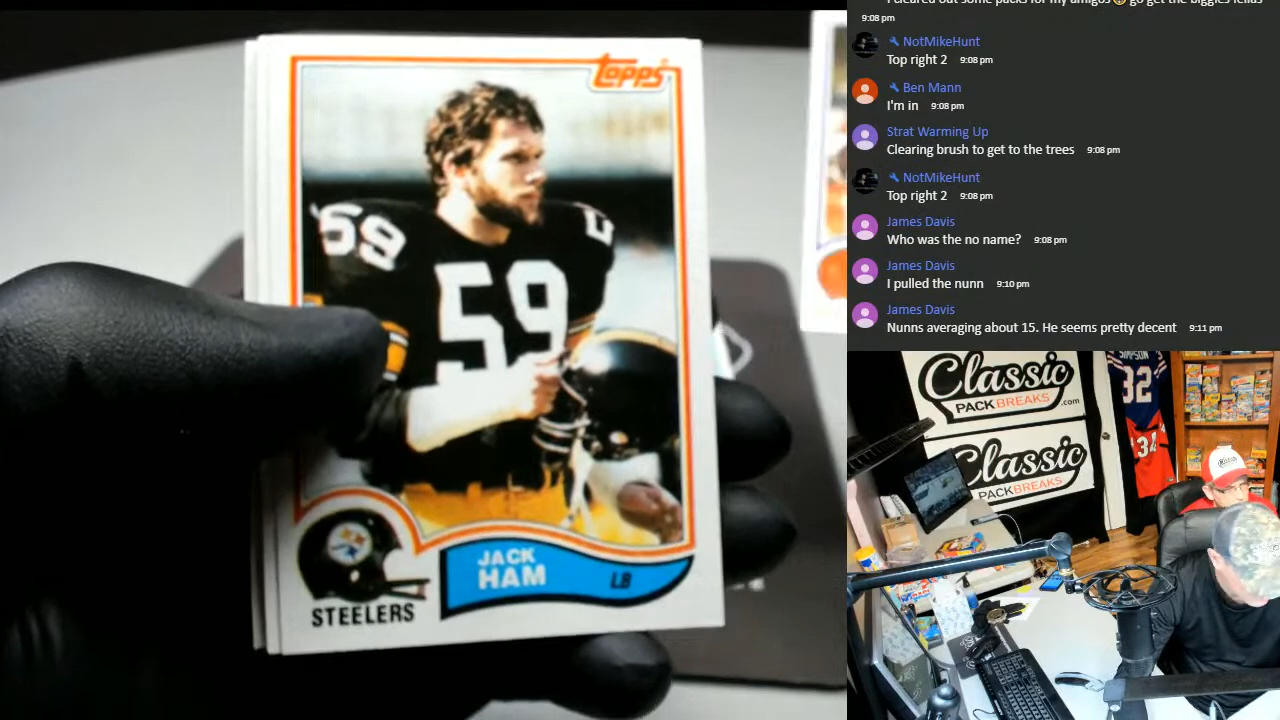 topps
59
59
JACK
HAM
LB
STEELERS
9:08 pm
NotMikeHunt
Top right 2 9:08 pm
Ben Mann
I'm in 9:08 pm
Strat Warming Up
Clearing brush to get to the trees 9:08 pm
NotMikeHunt
Top right 2 9:08 pm
James Davis
Who was the no name? 9:08 pm
James Davis
I pulled the nunn 9:10 pm
James Davis
Nunns averaging about 15. He seems pretty decent 9:11 pm
Classic
PACKBREAKS
.com
Classic
PACKBREAKS
SIMPSON
32
34